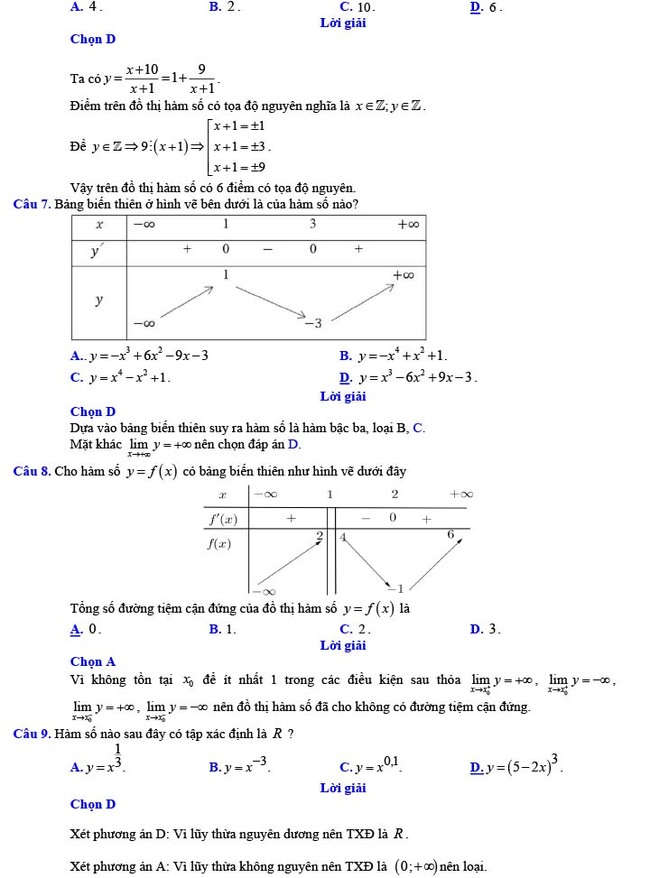 A. 4. B. 2. C. 10. D. 6.
Lời giải
Chọn D
Ta có y = \frac{x+10}{x+1} = 1 + \frac{9}{x+1}.
Điểm trên đồ thị hàm số có tọa độ nguyên nghĩa là x ∈ ℤ; y ∈ ℤ.
Để y ∈ ℤ ⇒ 9⋮(x+1) ⇒ [ x+1 = ±1
x+1 = ±3.
x+1 = ±9
Vậy trên đồ thị hàm số có 6 điểm có tọa độ nguyên.
Câu 7. Bảng biến thiên ở hình vẽ bên dưới là của hàm số nào?
x −∞ 1 3 +∞
y′ + 0 − 0 +
1 +∞
y
−∞ −3
A.. y = −x³ + 6x² − 9x − 3 B. y = −x⁴ + x² + 1.
C. y = x⁴ − x² + 1. D. y = x³ − 6x² + 9x − 3.
Lời giải
Chọn D
Dựa vào bảng biến thiên suy ra hàm số là hàm bậc ba, loại B, C.
Mặt khác lim_{x→+∞} y = +∞ nên chọn đáp án D.
Câu 8. Cho hàm số y = f(x) có bảng biến thiên như hình vẽ dưới đây
x −∞ 1 2 +∞
f′(x) + − 0 +
f(x) 2 4 6
−∞ −1
Tổng số đường tiệm cận đứng của đồ thị hàm số y = f(x) là
A. 0. B. 1. C. 2. D. 3.
Lời giải
Chọn A
Vì không tồn tại x₀ để ít nhất 1 trong các điều kiện sau thỏa lim_{x→x₀⁺} y = +∞, lim_{x→x₀⁺} y = −∞,
lim_{x→x₀⁻} y = +∞, lim_{x→x₀⁻} y = −∞ nên đồ thị hàm số đã cho không có đường tiệm cận đứng.
Câu 9. Hàm số nào sau đây có tập xác định là R ?
A. y = x^{\frac{1}{3}}. B. y = x^{−3}. C. y = x^{0,1}. D. y = (5−2x)³.
Lời giải
Chọn D
Xét phương án D: Vì lũy thừa nguyên dương nên TXĐ là R.
Xét phương án A: Vì lũy thừa không nguyên nên TXĐ là (0;+∞) nên loại.